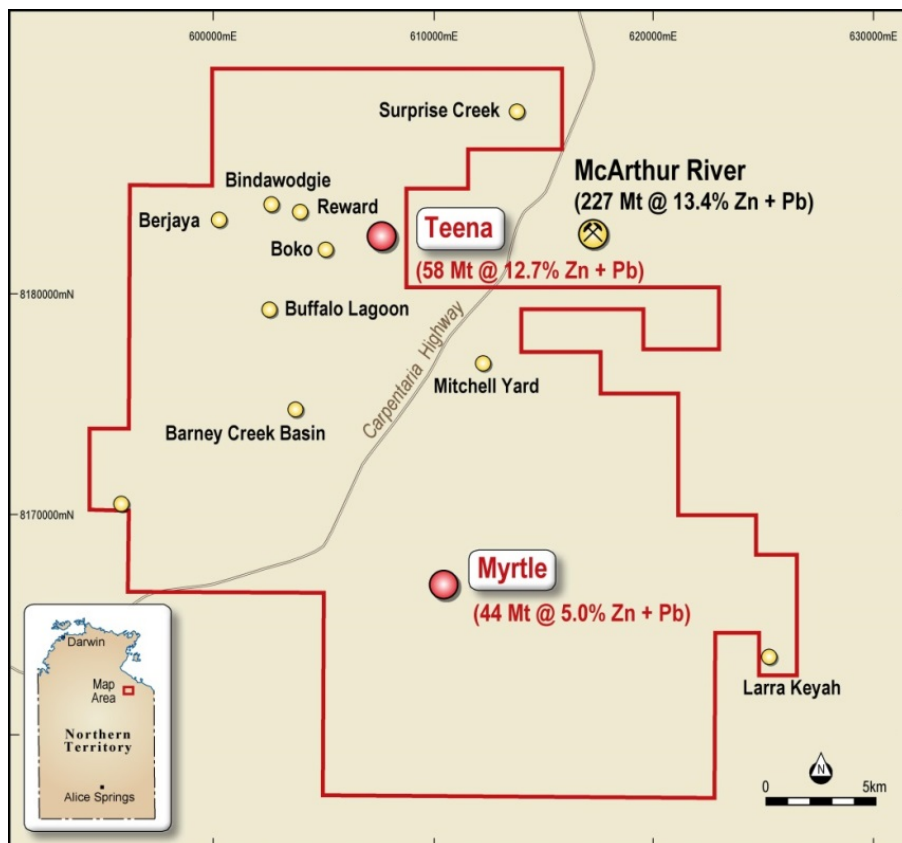 600000mE
610000mE
620000mE
630000mE
Surprise Creek
McArthur River
(227 Mt @ 13.4% Zn + Pb)
Bindawodgie
Reward
Berjaya
Teena
Boko
(58 Mt @ 12.7% Zn + Pb)
8180000mN
Buffalo Lagoon
Carpentaria Highway
Mitchell Yard
Barney Creek Basin
8170000mN
Myrtle
(44 Mt @ 5.0% Zn + Pb)
Larra Keyah
Darwin
Map
Area
Northern
Territory
Alice Springs
N
0
5km